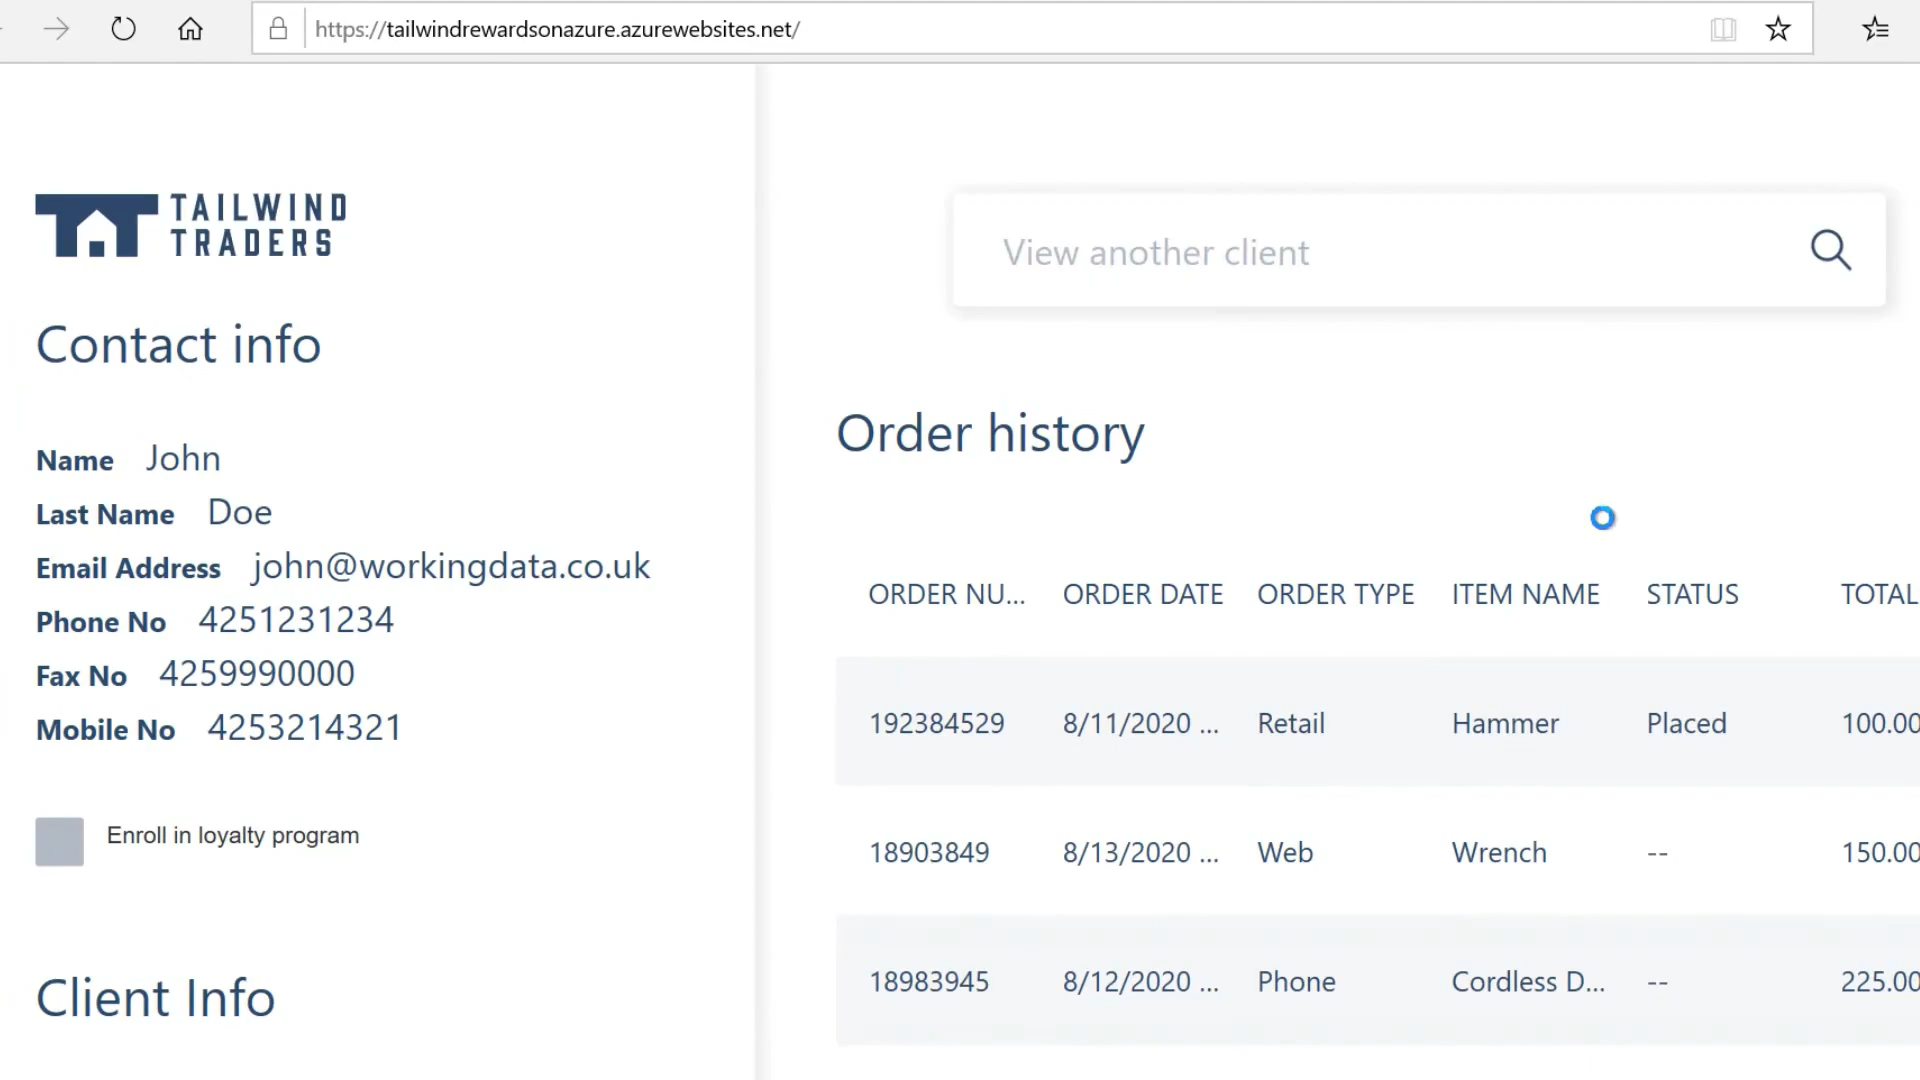 https://tailwindrewardsonazure.azurewebsites.net/
TAILWIND
TRADERS
Contact info
Name John
Last Name Doe
Email Address john@workingdata.co.uk
Phone No 4251231234
Fax No 4259990000
Mobile No 4253214321
Enroll in loyalty program
Client Info
View another client
Order history
ORDER NU... ORDER DATE ORDER TYPE ITEM NAME STATUS TOTAL
192384529 8/11/2020 ... Retail Hammer Placed 100.00
18903849 8/13/2020 ... Web Wrench -- 150.00
18983945 8/12/2020 ... Phone Cordless D... -- 225.00